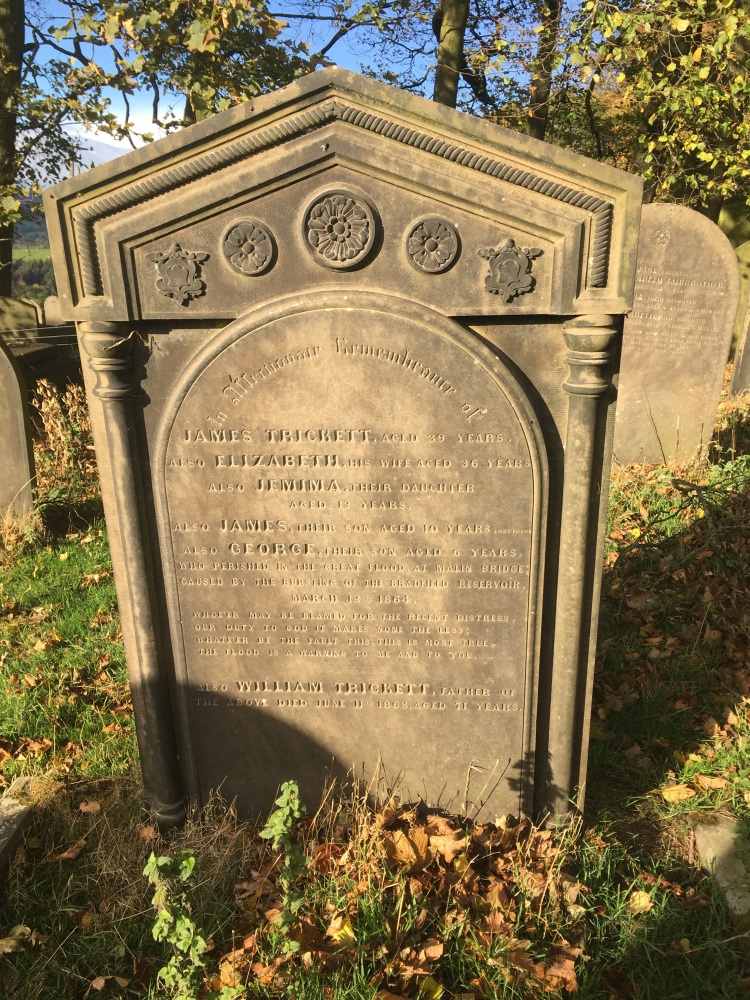 In Affectionate Remembrance of
JAMES TRICKETT, AGED 39 YEARS.
ALSO ELIZABETH, HIS WIFE AGED 36 YEARS
ALSO JEMIMA, THEIR DAUGHTER
AGED 13 YEARS.
ALSO JAMES, THEIR SON AGED 10 YEARS,
ALSO GEORGE, THEIR SON AGED 6 YEARS,
WHO PERISHED IN THE GREAT FLOOD, AT MALIN BRIDGE;
CAUSED BY THE BURSTING OF THE BRADFIELD RESERVOIR,
MARCH 12TH 1864.
WHOE'ER MAY BE BLAMED FOR THE RECENT DISTRESS,
OUR DUTY TO GOD IT MAKES NONE THE LESS;
WHATE'ER BE THE FAULT THIS, THIS IS MOST TRUE,
THE FLOOD IS A WARNING TO ME AND TO YOU.
ALSO WILLIAM TRICKETT, FATHER OF
THE ABOVE DIED JUNE 11TH 1868, AGED 71 YEARS.